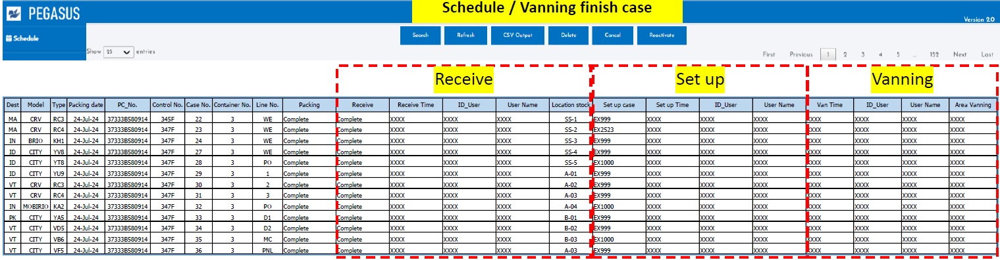 Schedule / Vanning finish case
PEGASUS
Version 2.0
Schedule
Search Refresh CSV Output Delete Cancel Reactivate
Show 25 entries
First Previous 1 2 3 4 5 ... 152 Next Last
Receive Set up Vanning
Dest Model Type Packing date PC_No. Control No. Case No. Container No. Line No. Packing Receive Receive Time ID_User User Name Location stock Set up case Set up Time ID_User User Name Van Time ID_User User Name Area Vanning
MA CRV RC3 24-Jul-24 37333B580914 345F 22 3 WE Complete Complete XXXX XXXX XXXX SS-1 EX999 XXXX XXXX XXXX XXXX XXXX XXXX XXXX
MA CRV RC4 24-Jul-24 37333B580914 347F 23 3 WE Complete Complete XXXX XXXX XXXX SS-2 EX2523 XXXX XXXX XXXX XXXX XXXX XXXX XXXX
IN BRIO KH1 24-Jul-24 37333B580914 347F 24 3 WE Complete Complete XXXX XXXX XXXX SS-3 EX999 XXXX XXXX XXXX XXXX XXXX XXXX XXXX
ID CITY YV8 24-Jul-24 37333B580914 347F 27 3 WE Complete Complete XXXX XXXX XXXX SS-4 EX999 XXXX XXXX XXXX XXXX XXXX XXXX XXXX
ID CITY YT8 24-Jul-24 37333B580914 347F 28 3 PO Complete Complete XXXX XXXX XXXX SS-5 EX1000 XXXX XXXX XXXX XXXX XXXX XXXX XXXX
ID CITY YU9 24-Jul-24 37333B580914 347F 29 3 1 Complete Complete XXXX XXXX XXXX A-01 EX999 XXXX XXXX XXXX XXXX XXXX XXXX XXXX
VT CRV RC3 24-Jul-24 37333B580914 347F 30 3 2 Complete Complete XXXX XXXX XXXX A-02 EX999 XXXX XXXX XXXX XXXX XXXX XXXX XXXX
VT CRV RC4 24-Jul-24 37333B580914 347F 31 3 3 Complete Complete XXXX XXXX XXXX A-03 EX999 XXXX XXXX XXXX XXXX XXXX XXXX XXXX
IN MOBIRIO KA2 24-Jul-24 37333B580914 347F 32 3 PO Complete Complete XXXX XXXX XXXX A-04 EX1000 XXXX XXXX XXXX XXXX XXXX XXXX XXXX
PK CITY YA5 24-Jul-24 37333B580914 347F 33 3 D1 Complete Complete XXXX XXXX XXXX B-01 EX999 XXXX XXXX XXXX XXXX XXXX XXXX XXXX
VT CITY VD5 24-Jul-24 37333B580914 347F 34 3 D2 Complete Complete XXXX XXXX XXXX B-02 EX999 XXXX XXXX XXXX XXXX XXXX XXXX XXXX
VT CITY VB6 24-Jul-24 37333B580914 347F 35 3 MC Complete Complete XXXX XXXX XXXX B-03 EX1000 XXXX XXXX XXXX XXXX XXXX XXXX XXXX
VT CITY VF5 24-Jul-24 37333B580914 347F 36 3 PNL Complete Complete XXXX XXXX XXXX A-03 EX999 XXXX XXXX XXXX XXXX XXXX XXXX XXXX